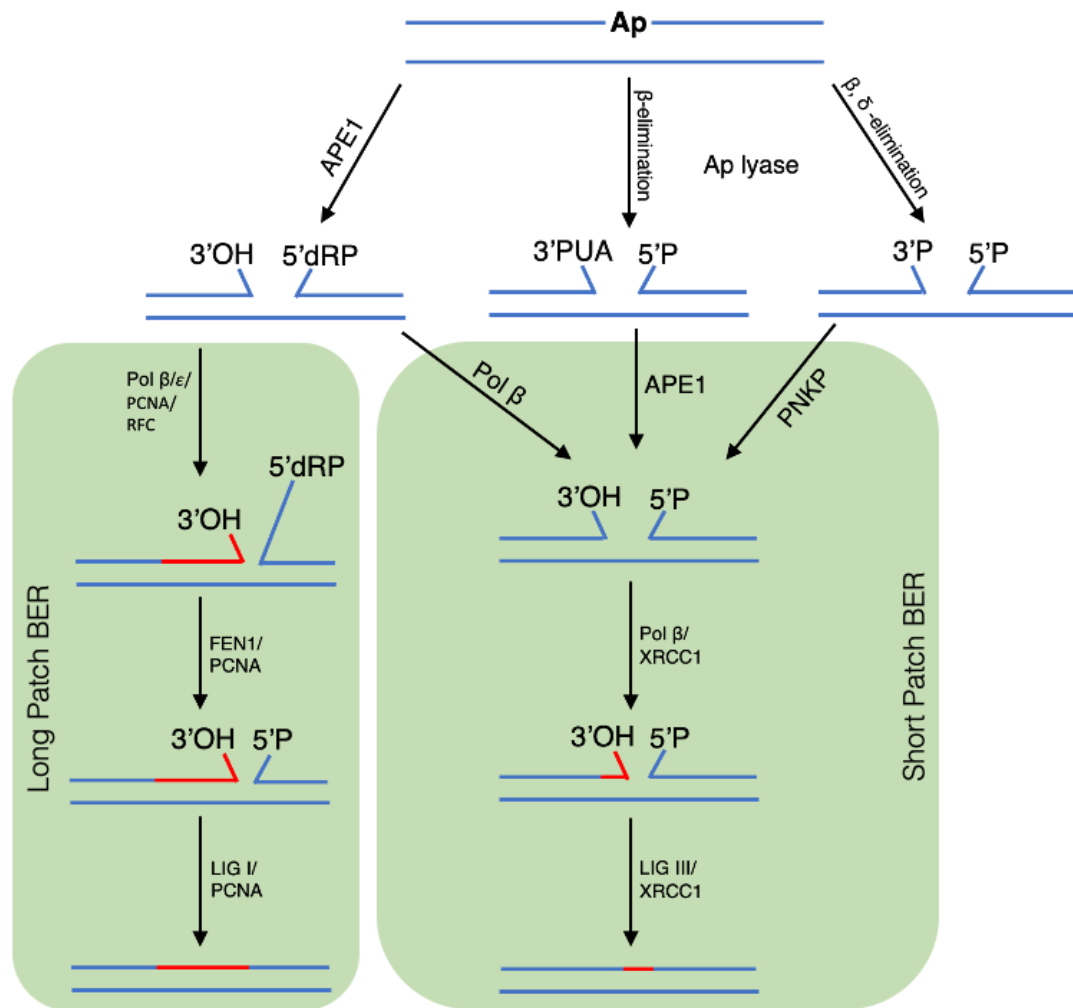 Ap
APE1
β-elimination
β, δ -elimination
Ap lyase
3'OH 5'dRP
3'PUA 5'P
3'P 5'P
Pol β/ε/
PCNA/
RFC
Pol β
APE1
PNKP
5'dRP
3'OH
3'OH 5'P
Long Patch BER
Short Patch BER
FEN1/
PCNA
Pol β/
XRCC1
3'OH 5'P
3'OH 5'P
LIG I/
PCNA
LIG III/
XRCC1